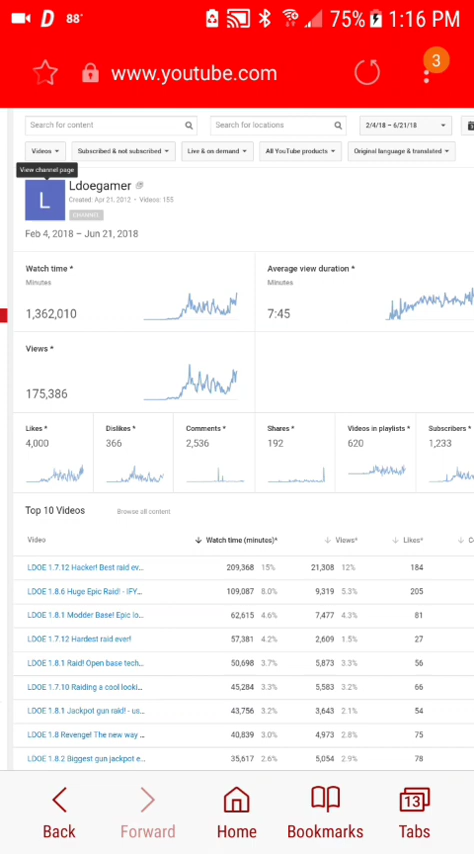 D 88° 75% 1:16 PM
www.youtube.com 3
Search for content Search for locations 2/4/18 – 6/21/18
Videos Subscribed & not subscribed Live & on demand All YouTube products Original language & translated
View channel page
L
Ldoegamer
Created: Apr 21, 2012 • Videos: 155
CHANNEL
Feb 4, 2018 – Jun 21, 2018
Watch time * Average view duration *
Minutes Minutes
1,362,010 7:45
Views *
175,386
Likes * Dislikes * Comments * Shares * Videos in playlists * Subscribers *
4,000 366 2,536 192 620 1,233
Top 10 Videos Browse all content
Video Watch time (minutes)* Views* Likes* C
LDOE 1.7.12 Hacker! Best raid ev... 209,368 15% 21,308 12% 184
LDOE 1.8.6 Huge Epic Raid! - IFY... 109,087 8.0% 9,319 5.3% 205
LDOE 1.8.1 Modder Base! Epic lo... 62,615 4.6% 7,477 4.3% 81
LDOE 1.7.12 Hardest raid ever! 57,381 4.2% 2,609 1.5% 27
LDOE 1.8.1 Raid! Open base tech... 50,698 3.7% 5,873 3.3% 56
LDOE 1.7.10 Raiding a cool looki... 45,284 3.3% 5,583 3.2% 66
LDOE 1.8.1 Jackpot gun raid! - us... 43,756 3.2% 3,643 2.1% 54
LDOE 1.8 Revenge! The new way ... 40,839 3.0% 4,973 2.8% 75
LDOE 1.8.2 Biggest gun jackpot e... 35,617 2.6% 5,054 2.9% 78
13
Back Forward Home Bookmarks Tabs